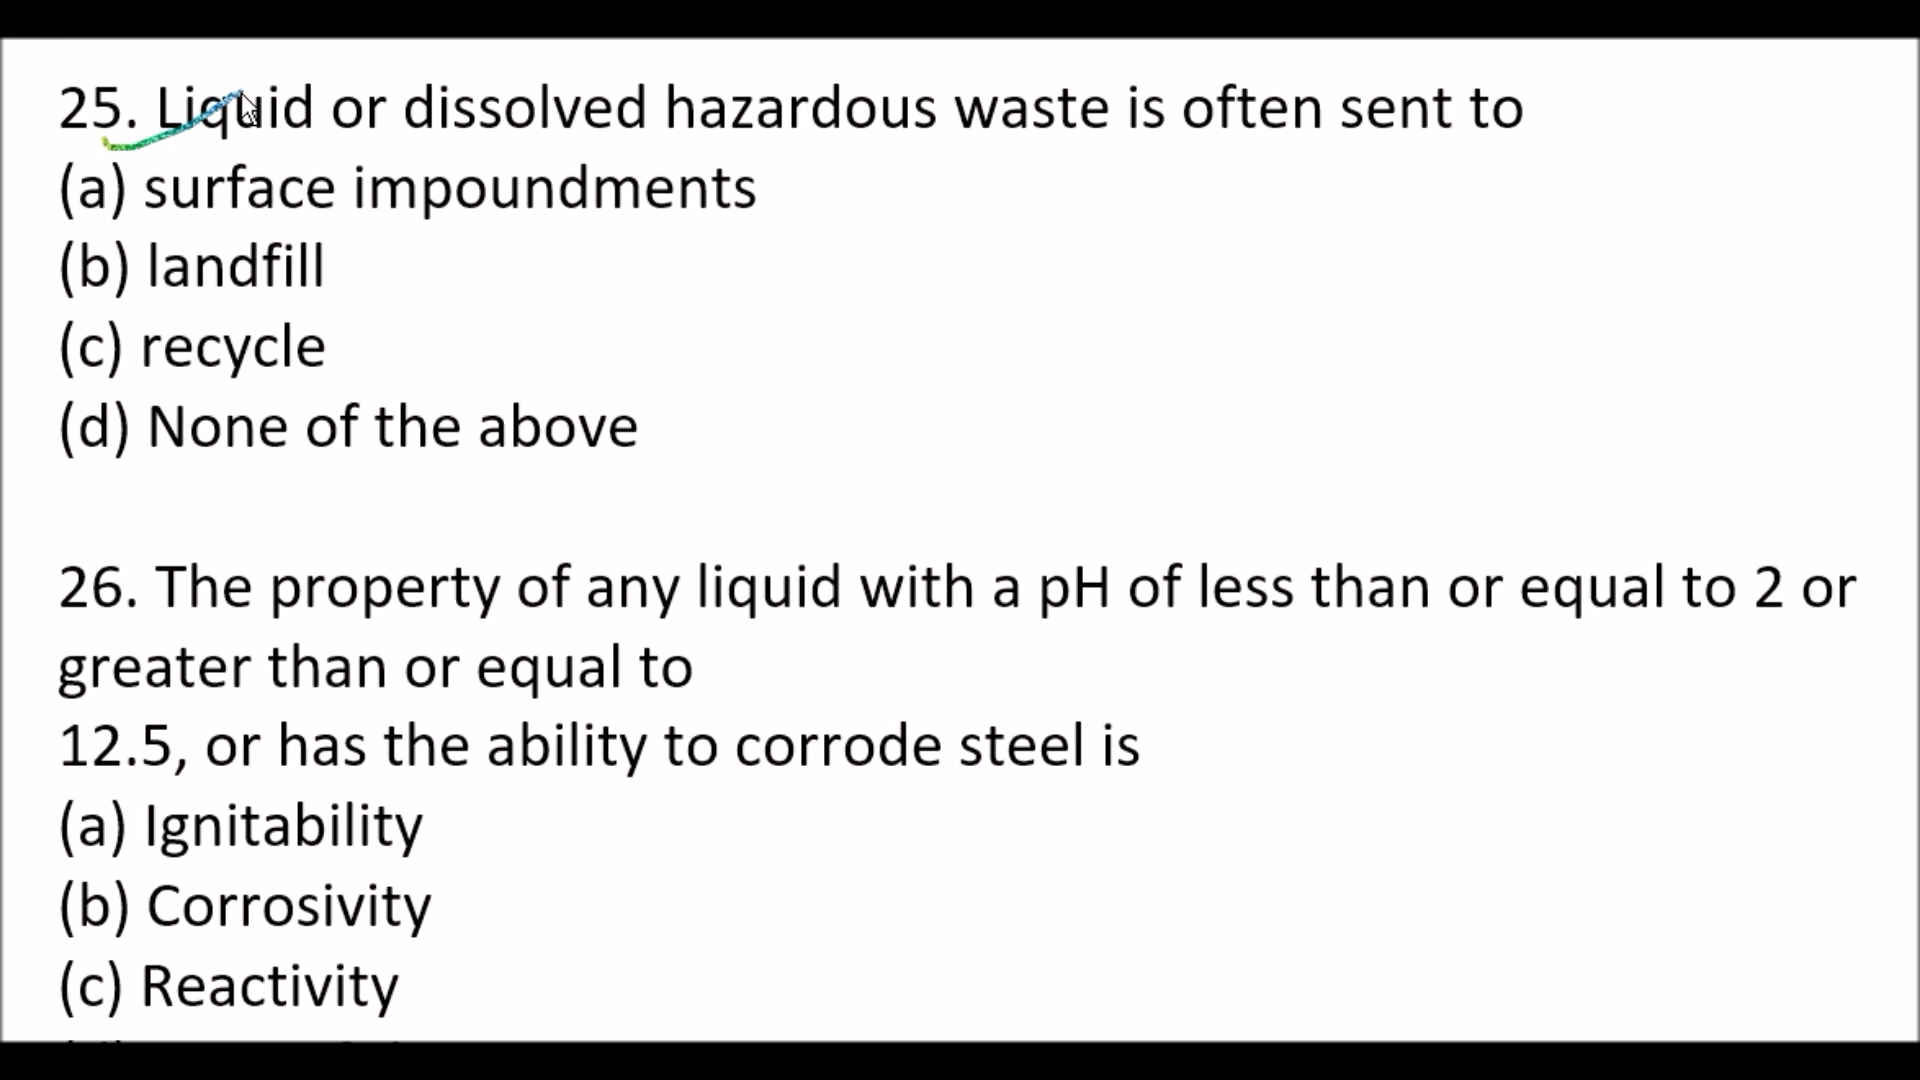 25. Liquid or dissolved hazardous waste is often sent to
(a) surface impoundments
(b) landfill
(c) recycle
(d) None of the above
26. The property of any liquid with a pH of less than or equal to 2 or
greater than or equal to
12.5, or has the ability to corrode steel is
(a) Ignitability
(b) Corrosivity
(c) Reactivity